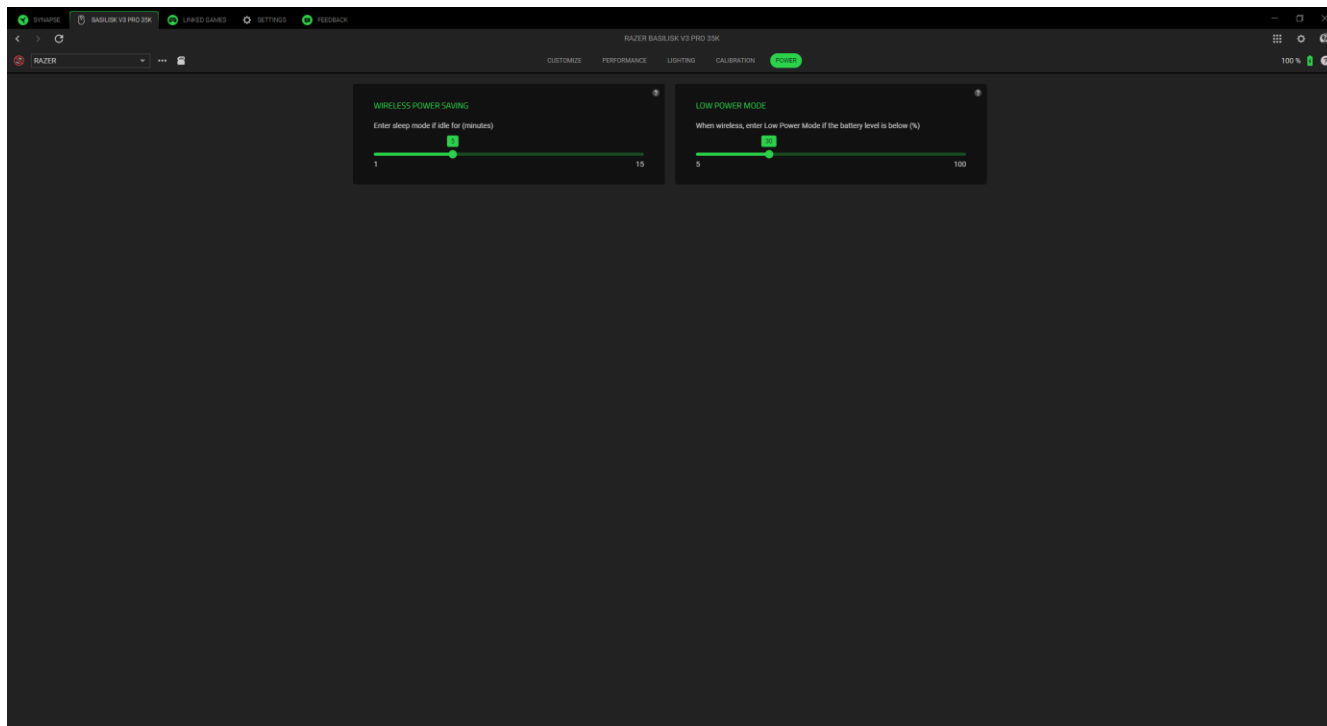 SYNAPSE BASILISK V3 PRO 35K LINKED GAMES SETTINGS FEEDBACK
RAZER BASILISK V3 PRO 35K
RAZER CUSTOMIZE PERFORMANCE LIGHTING CALIBRATION POWER 100 %
WIRELESS POWER SAVING
Enter sleep mode if idle for (minutes)
5
1 15
LOW POWER MODE
When wireless, enter Low Power Mode if the battery level is below (%)
30
5 100